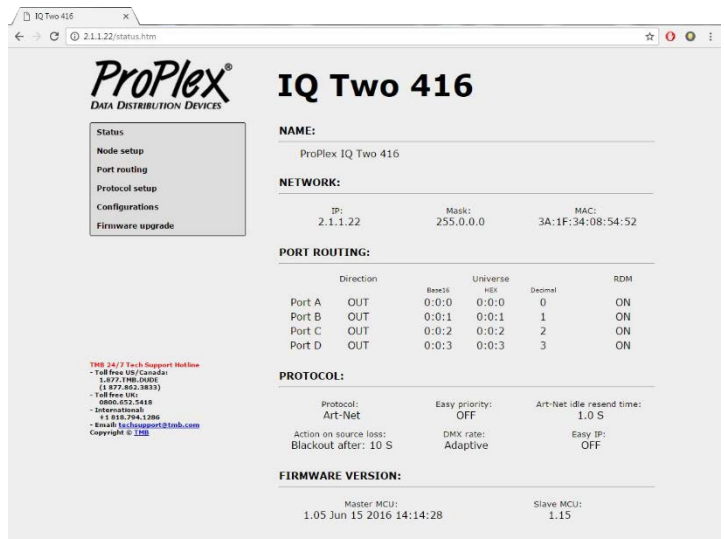 IQ Two 416
2.1.1.22/status.htm
ProPlex®
DATA DISTRIBUTION DEVICES
Status
Node setup
Port routing
Protocol setup
Configurations
Firmware upgrade
TMB 24/7 Tech Support Hotline
- Toll free US/Canada:
1.877.TMB.DUDE
(1 877.862.3833)
- Toll free UK:
0800.652.5418
- International:
+1 818.794.1286
- Email: techsupport@tmb.com
Copyright © TMB
IQ Two 416
NAME:
ProPlex IQ Two 416
NETWORK:
IP: Mask: MAC:
2.1.1.22 255.0.0.0 3A:1F:34:08:54:52
PORT ROUTING:
Direction Universe RDM
Base16 HEX Decimal
Port A OUT 0:0:0 0:0:0 0 ON
Port B OUT 0:0:1 0:0:1 1 ON
Port C OUT 0:0:2 0:0:2 2 ON
Port D OUT 0:0:3 0:0:3 3 ON
PROTOCOL:
Protocol: Easy priority: Art-Net idle resend time:
Art-Net OFF 1.0 S
Action on source loss: DMX rate: Easy IP:
Blackout after: 10 S Adaptive OFF
FIRMWARE VERSION:
Master MCU: Slave MCU:
1.05 Jun 15 2016 14:14:28 1.15